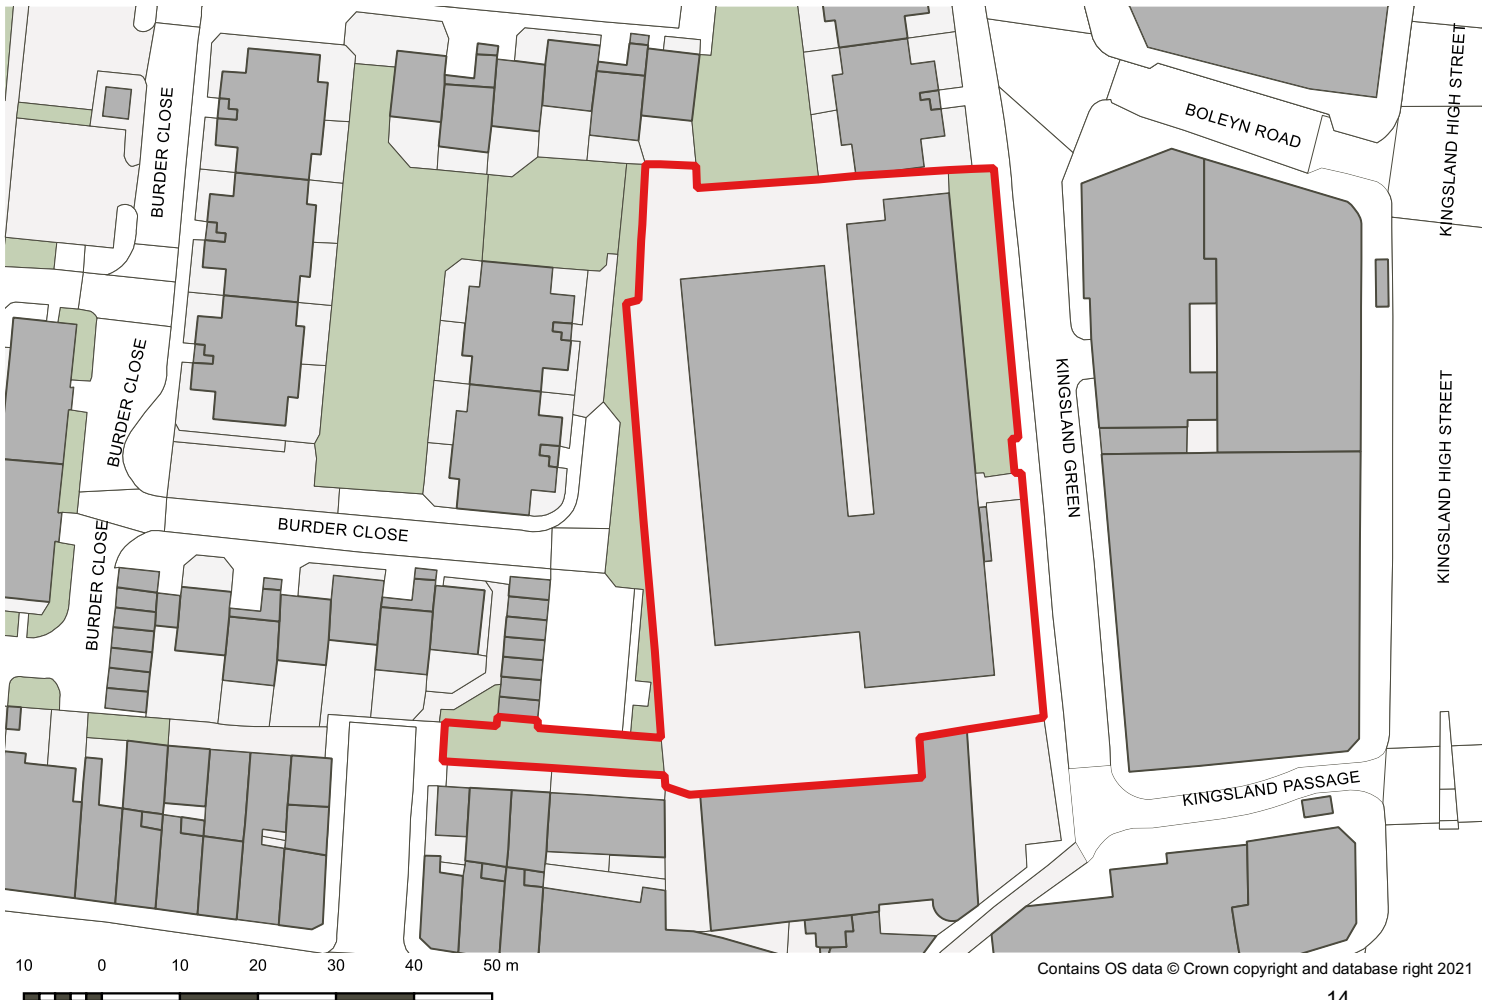 KINGSLAND HIGH STREET
BOLEYN ROAD
BURDER CLOSE
BURDER CLOSE
KINGSLAND GREEN
KINGSLAND HIGH STREET
BURDER CLOSE
BURDER CLOSE
KINGSLAND PASSAGE
10 0 10 20 30 40 50 m
Contains OS data © Crown copyright and database right 2021
14